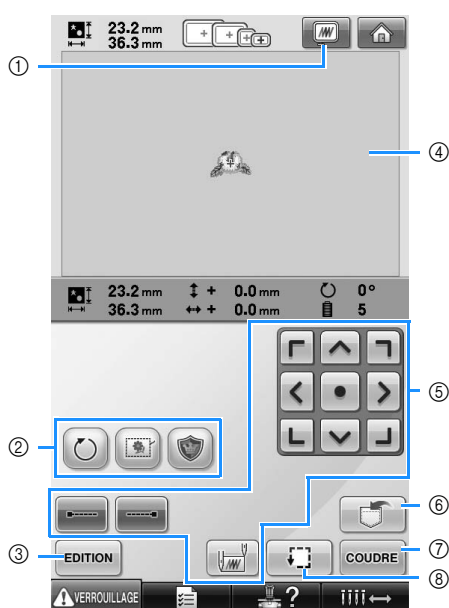 23.2 mm
36.3 mm
①
④
23.2 mm + 0.0 mm 0°
36.3 mm + 0.0 mm 5
⑤
②
⑥
③ EDITION COUDRE ⑦
⑧
VERROUILLAGE ?